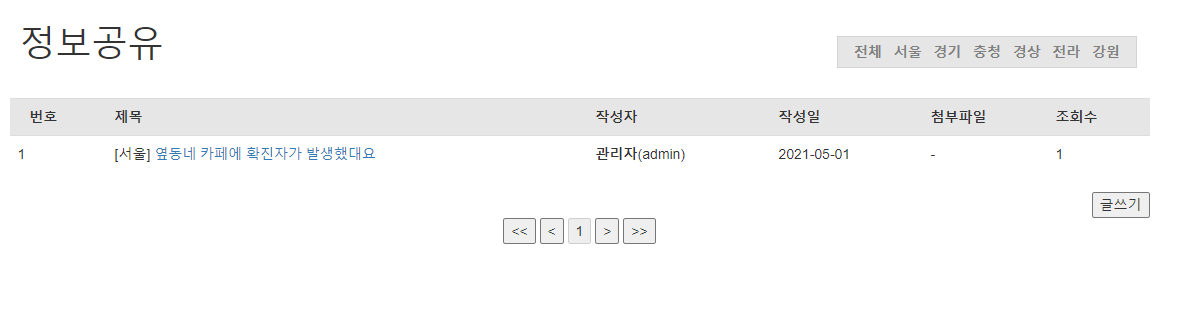 정보공유
전체 서울 경기 충청 경상 전라 강원
번호 제목 작성자 작성일 첨부파일 조회수
1 [서울] 옆동네 카페에 확진자가 발생했대요 관리자(admin) 2021-05-01 - 1
글쓰기
<< < 1 > >>